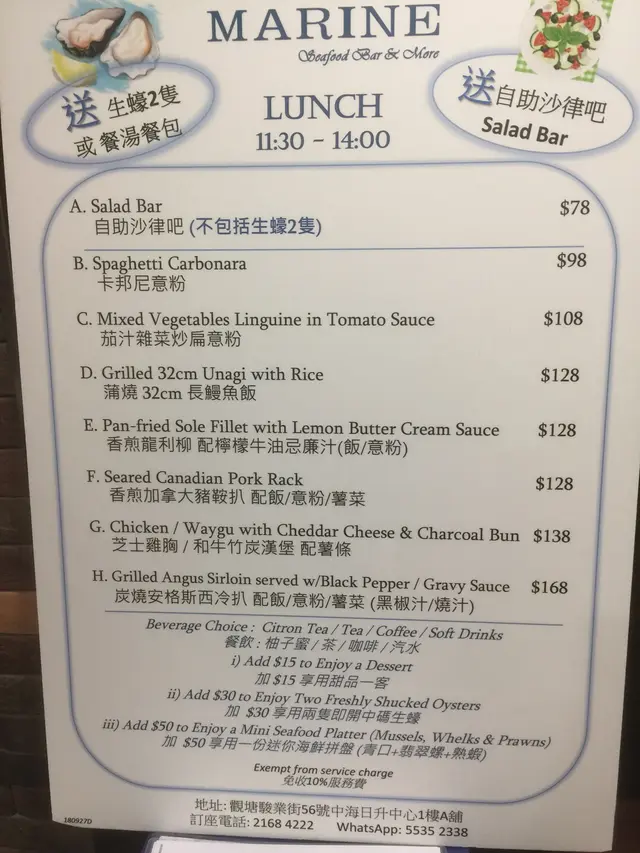 MARINE
Seafood Bar & More
送 生蠔2隻
或 餐湯餐包
LUNCH
11:30 - 14:00
送自助沙律吧
Salad Bar
A. Salad Bar $78
自助沙律吧 (不包括生蠔2隻)
B. Spaghetti Carbonara $98
卡邦尼意粉
C. Mixed Vegetables Linguine in Tomato Sauce $108
茄汁雜菜炒扁意粉
D. Grilled 32cm Unagi with Rice $128
蒲燒 32cm 長鰻魚飯
E. Pan-fried Sole Fillet with Lemon Butter Cream Sauce $128
香煎龍利柳 配檸檬牛油忌廉汁(飯/意粉)
F. Seared Canadian Pork Rack $128
香煎加拿大豬鞍扒 配飯/意粉/薯菜
G. Chicken / Waygu with Cheddar Cheese & Charcoal Bun $138
芝士雞胸 / 和牛竹炭漢堡 配薯條
H. Grilled Angus Sirloin served w/Black Pepper / Gravy Sauce $168
炭燒安格斯西冷扒 配飯/意粉/薯菜 (黑椒汁/燒汁)
Beverage Choice : Citron Tea / Tea / Coffee / Soft Drinks
餐飲 : 柚子蜜 / 茶 / 咖啡 / 汽水
i) Add $15 to Enjoy a Dessert
加 $15 享用甜品一客
ii) Add $30 to Enjoy Two Freshly Shucked Oysters
加 $30 享用兩隻即開中碼生蠔
iii) Add $50 to Enjoy a Mini Seafood Platter (Mussels, Whelks & Prawns)
加 $50 享用一份迷你海鮮拼盤 (青口+翡翠螺+熟蝦)
Exempt from service charge
免收10%服務費
地址: 觀塘駿業街56號中海日升中心1樓A舖
訂座電話: 2168 4222 WhatsApp: 5535 2338
180927D